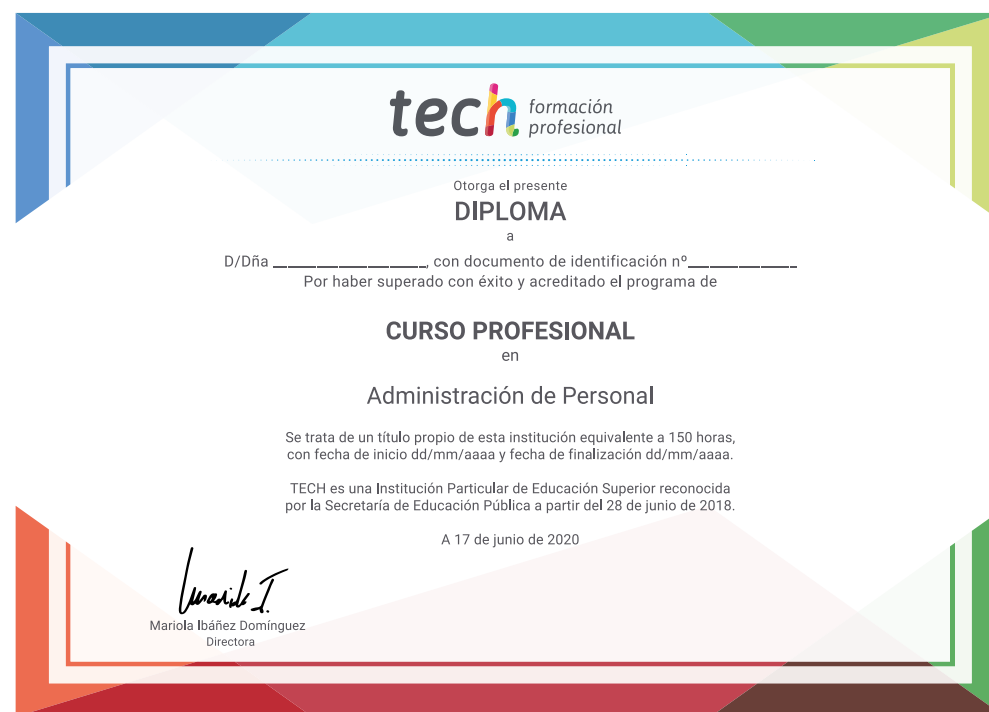 tech formación
profesional
Otorga el presente
DIPLOMA
a
D/Dña _____________________, con documento de identificación nº_______________
Por haber superado con éxito y acreditado el programa de
CURSO PROFESIONAL
en
Administración de Personal
Se trata de un título propio de esta institución equivalente a 150 horas,
con fecha de inicio dd/mm/aaaa y fecha de finalización dd/mm/aaaa.
TECH es una Institución Particular de Educación Superior reconocida
por la Secretaría de Educación Pública a partir del 28 de junio de 2018.
A 17 de junio de 2020
Mariola Ibáñez Domínguez
Directora